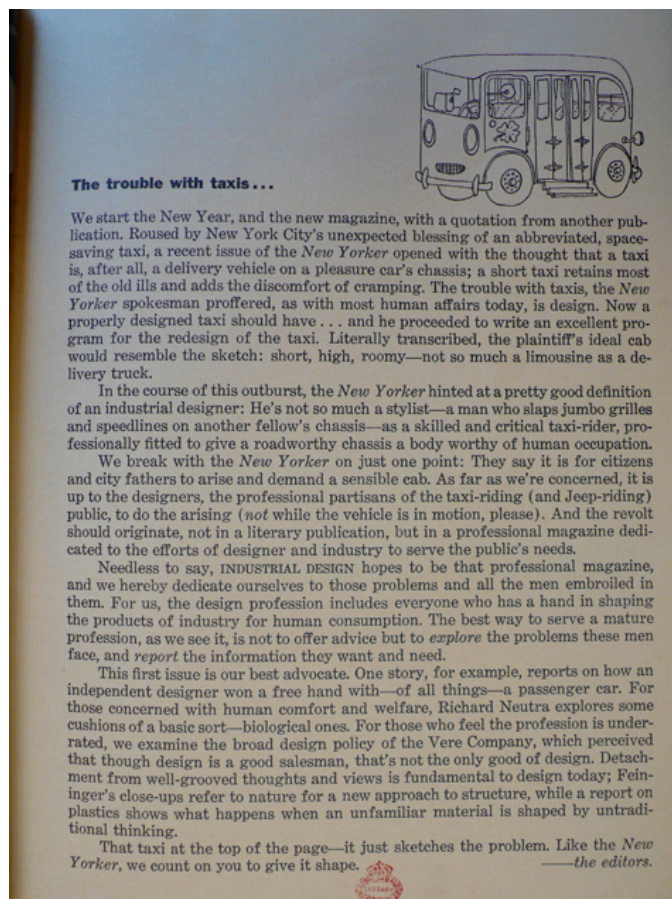 The trouble with taxis...
We start the New Year, and the new magazine, with a quotation from another pub-
lication. Roused by New York City's unexpected blessing of an abbreviated, space-
saving taxi, a recent issue of the New Yorker opened with the thought that a taxi
is, after all, a delivery vehicle on a pleasure car's chassis; a short taxi retains most
of the old ills and adds the discomfort of cramping. The trouble with taxis, the New
Yorker spokesman proffered, as with most human affairs today, is design. Now a
properly designed taxi should have . . . and he proceeded to write an excellent pro-
gram for the redesign of the taxi. Literally transcribed, the plaintiff's ideal cab
would resemble the sketch: short, high, roomy—not so much a limousine as a de-
livery truck.
In the course of this outburst, the New Yorker hinted at a pretty good definition
of an industrial designer: He's not so much a stylist—a man who slaps jumbo grilles
and speedlines on another fellow's chassis—as a skilled and critical taxi-rider, pro-
fessionally fitted to give a roadworthy chassis a body worthy of human occupation.
We break with the New Yorker on just one point: They say it is for citizens
and city fathers to arise and demand a sensible cab. As far as we're concerned, it is
up to the designers, the professional partisans of the taxi-riding (and Jeep-riding)
public, to do the arising (not while the vehicle is in motion, please). And the revolt
should originate, not in a literary publication, but in a professional magazine dedi-
cated to the efforts of designer and industry to serve the public's needs.
Needless to say, INDUSTRIAL DESIGN hopes to be that professional magazine,
and we hereby dedicate ourselves to those problems and all the men embroiled in
them. For us, the design profession includes everyone who has a hand in shaping
the products of industry for human consumption. The best way to serve a mature
profession, as we see it, is not to offer advice but to explore the problems these men
face, and report the information they want and need.
This first issue is our best advocate. One story, for example, reports on how an
independent designer won a free hand with—of all things—a passenger car. For
those concerned with human comfort and welfare, Richard Neutra explores some
cushions of a basic sort—biological ones. For those who feel the profession is under-
rated, we examine the broad design policy of the Vere Company, which perceived
that though design is a good salesman, that's not the only good of design. Detach-
ment from well-grooved thoughts and views is fundamental to design today; Fein-
inger's close-ups refer to nature for a new approach to structure, while a report on
plastics shows what happens when an unfamiliar material is shaped by untradi-
tional thinking.
That taxi at the top of the page—it just sketches the problem. Like the New
Yorker, we count on you to give it shape. ——the editors.
LIBRARY